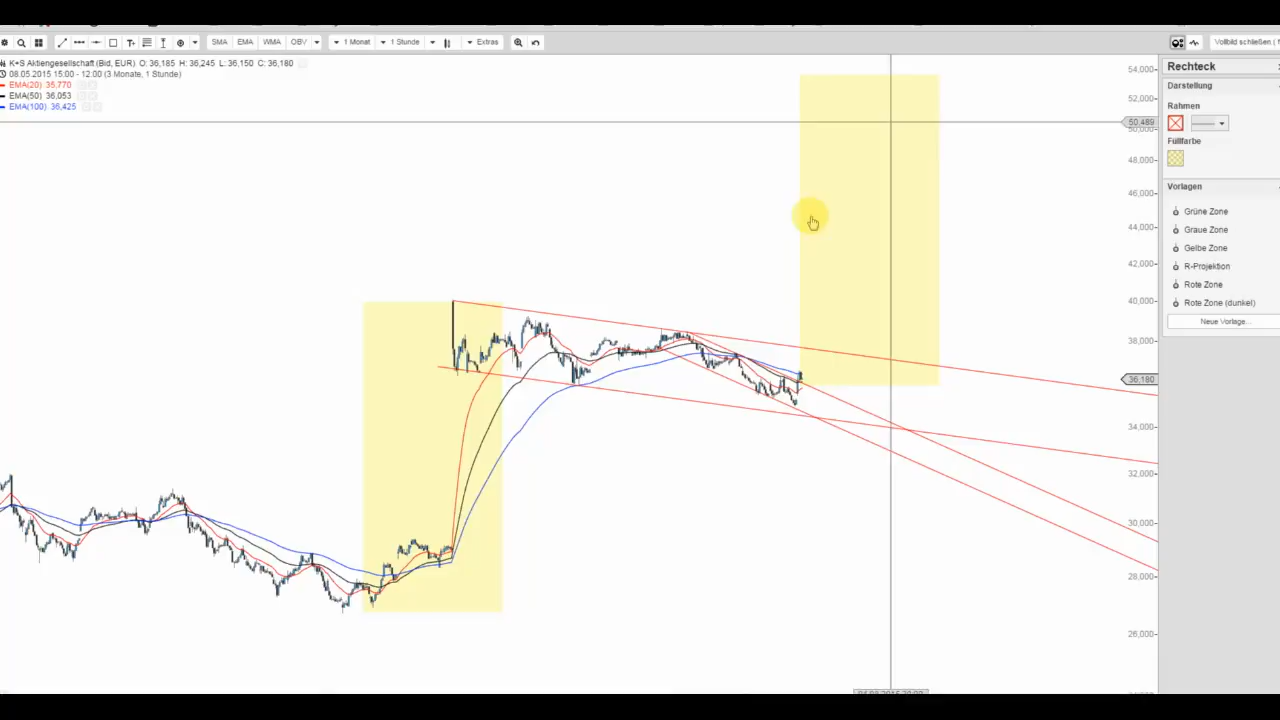 SMA EMA WMA OBV 1 Monat 1 Stunde Extras
Vollbild schließen
K+S Aktiengesellschaft (Bid, EUR) O: 36,185 H: 36,245 L: 36,150 C: 36,180
08.05.2015 15:00 - 12:00 (3 Monate, 1 Stunde)
EMA(20) 35,770
EMA(50) 36,053
EMA(100) 36,425
54,000
52,000
50,489
50,000
48,000
46,000
44,000
42,000
40,000
38,000
36,180
34,000
32,000
30,000
28,000
26,000
Rechteck
Darstellung
Rahmen
Füllfarbe
Vorlagen
Grüne Zone
Graue Zone
Gelbe Zone
R-Projektion
Rote Zone
Rote Zone (dunkel)
Neue Vorlage...